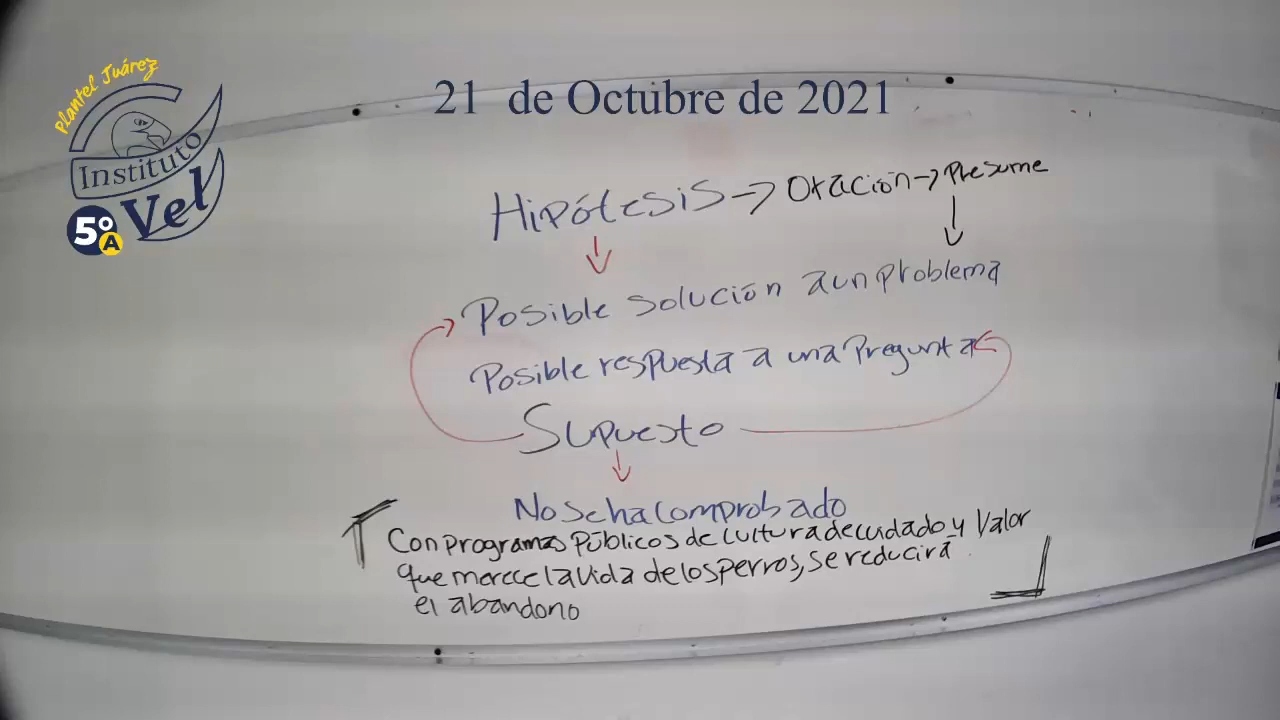 Plantel Juárez
Instituto
Vel
5º A
21 de Octubre de 2021
Hipótesis → Oración → Presume
Posible solución a un problema
Posible respuesta a una Pregunta
Supuesto
No se ha comprobado
Con programas Públicos de cultura de cuidado y Valor
que merece la vida de los perros, se reducirá
el abandono